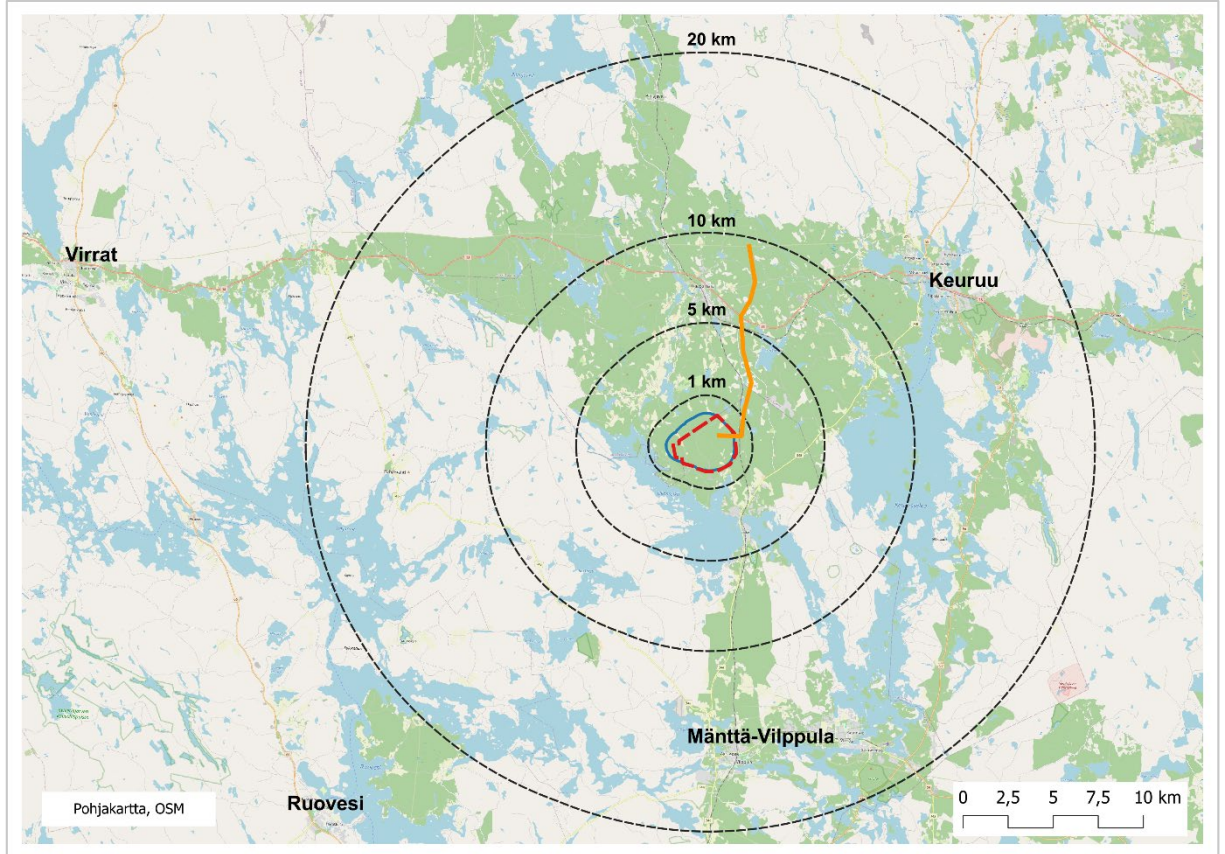 20 km
10 km
Virrat
Keuruu
5 km
1 km
Mänttä-Vilppula
Ruovesi
Pohjakartta, OSM
0 2,5 5 7,5 10 km